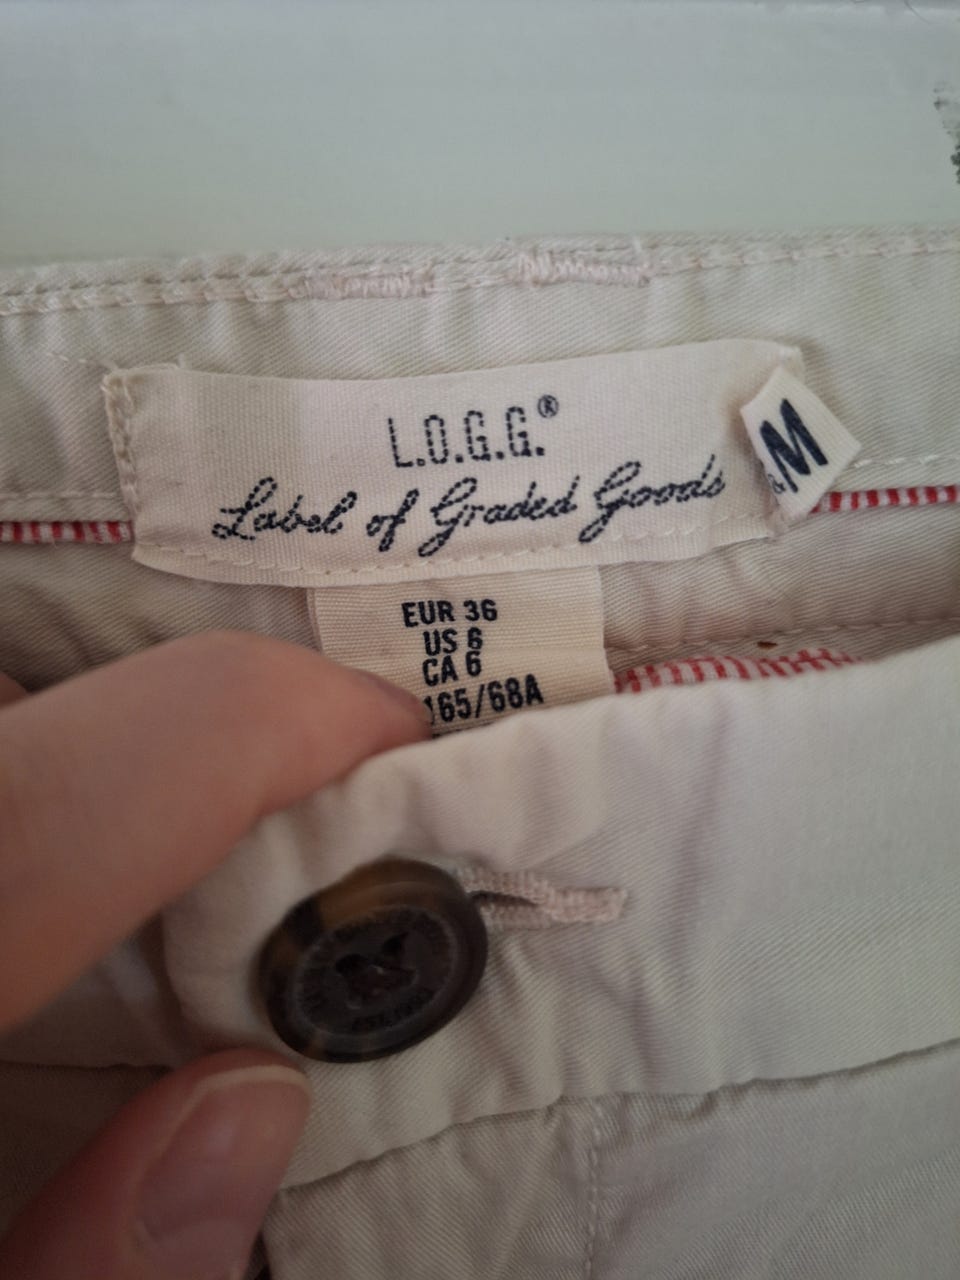 L.O.G.G.®
Label of Graded Goods
&M
EUR 36
US 6
CA 6
165/68A